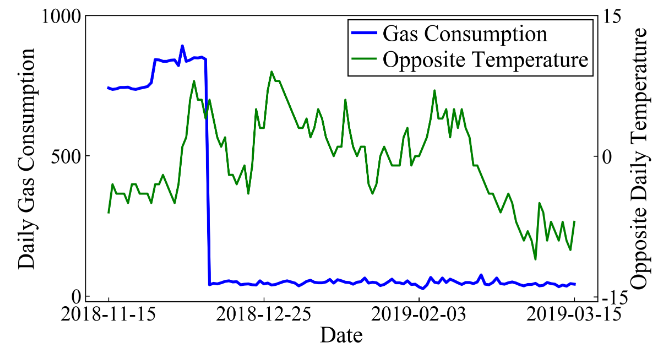 1000
500
0
Daily Gas Consumption
Gas Consumption
Opposite Temperature
15
0
-15
Opposite Daily Temperature
2018-11-15
2018-12-25
2019-02-03
2019-03-15
Date